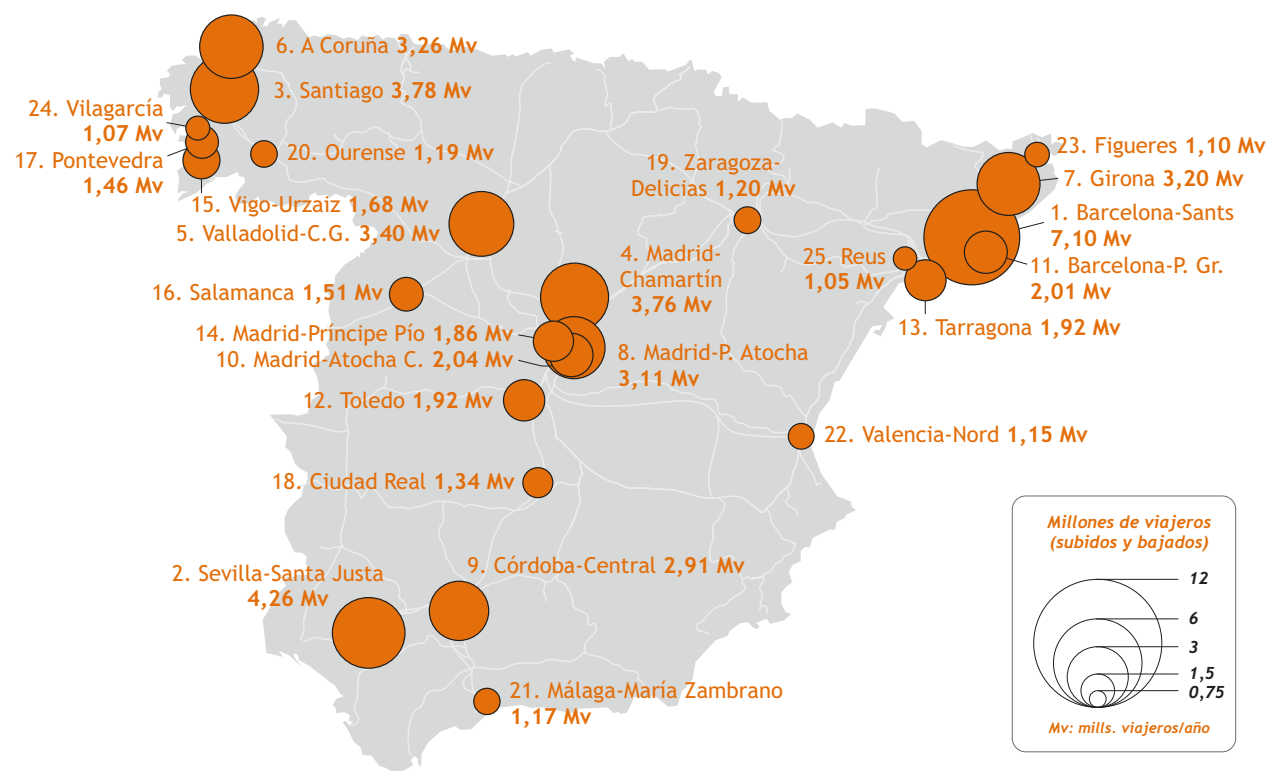 6. A Coruña 3,26 Mv
3. Santiago 3,78 Mv
24. Vilagarcía
1,07 Mv
17. Pontevedra
1,46 Mv
20. Ourense 1,19 Mv
15. Vigo-Urzaiz 1,68 Mv
5. Valladolid-C.G. 3,40 Mv
16. Salamanca 1,51 Mv
4. Madrid-
Chamartín
3,76 Mv
14. Madrid-Príncipe Pío 1,86 Mv
10. Madrid-Atocha C. 2,04 Mv
8. Madrid-P. Atocha
3,11 Mv
12. Toledo 1,92 Mv
18. Ciudad Real 1,34 Mv
19. Zaragoza-
Delicias 1,20 Mv
23. Figueres 1,10 Mv
7. Girona 3,20 Mv
1. Barcelona-Sants
7,10 Mv
11. Barcelona-P. Gr.
2,01 Mv
25. Reus
1,05 Mv
13. Tarragona 1,92 Mv
22. Valencia-Nord 1,15 Mv
2. Sevilla-Santa Justa
4,26 Mv
9. Córdoba-Central 2,91 Mv
21. Málaga-María Zambrano
1,17 Mv
Millones de viajeros
(subidos y bajados)
12
6
3
1,5
0,75
Mv: mills. viajeros/año